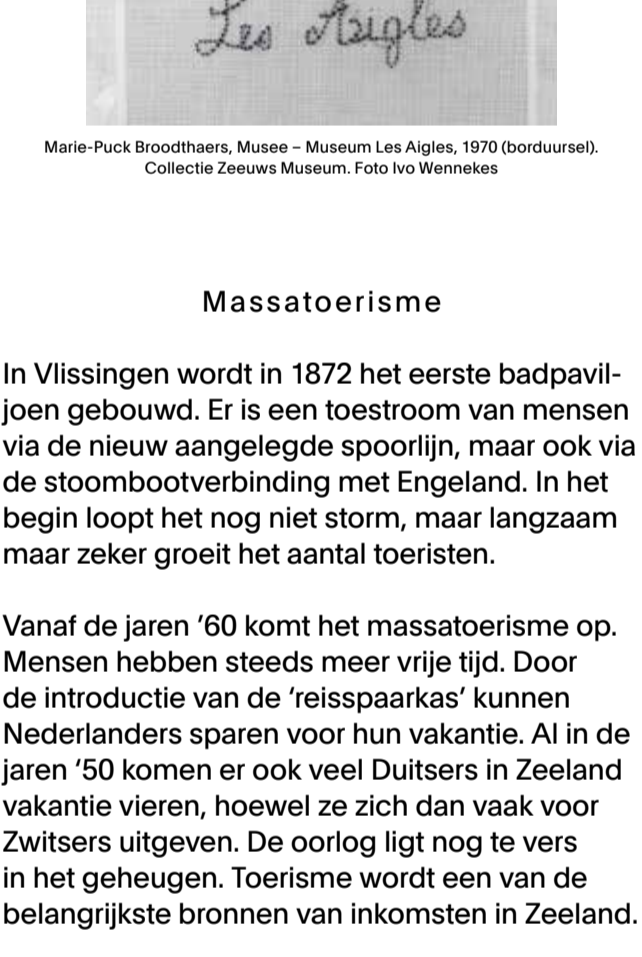 Les Aigles
Marie-Puck Broodthaers, Musee – Museum Les Aigles, 1970 (borduursel).
Collectie Zeeuws Museum. Foto Ivo Wennekes
Massatoerisme
In Vlissingen wordt in 1872 het eerste badpavil-
joen gebouwd. Er is een toestroom van mensen
via de nieuw aangelegde spoorlijn, maar ook via
de stoombootverbinding met Engeland. In het
begin loopt het nog niet storm, maar langzaam
maar zeker groeit het aantal toeristen.
Vanaf de jaren ’60 komt het massatoerisme op.
Mensen hebben steeds meer vrije tijd. Door
de introductie van de ‘reisspaarkas’ kunnen
Nederlanders sparen voor hun vakantie. Al in de
jaren ‘50 komen er ook veel Duitsers in Zeeland
vakantie vieren, hoewel ze zich dan vaak voor
Zwitsers uitgeven. De oorlog ligt nog te vers
in het geheugen. Toerisme wordt een van de
belangrijkste bronnen van inkomsten in Zeeland.